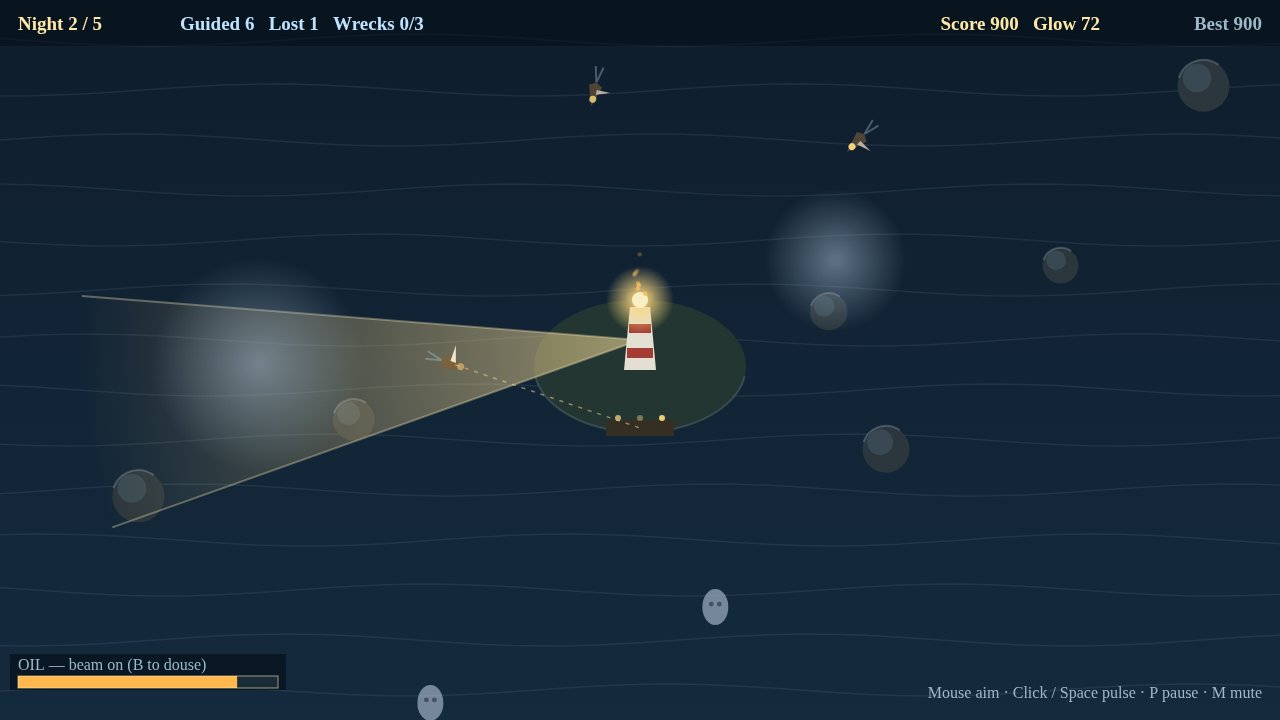 Night 2 / 5
Guided 6 Lost 1 Wrecks 0/3
Score 900 Glow 72
Best 900
OIL — beam on (B to douse)
Mouse aim · Click / Space pulse · P pause · M mute